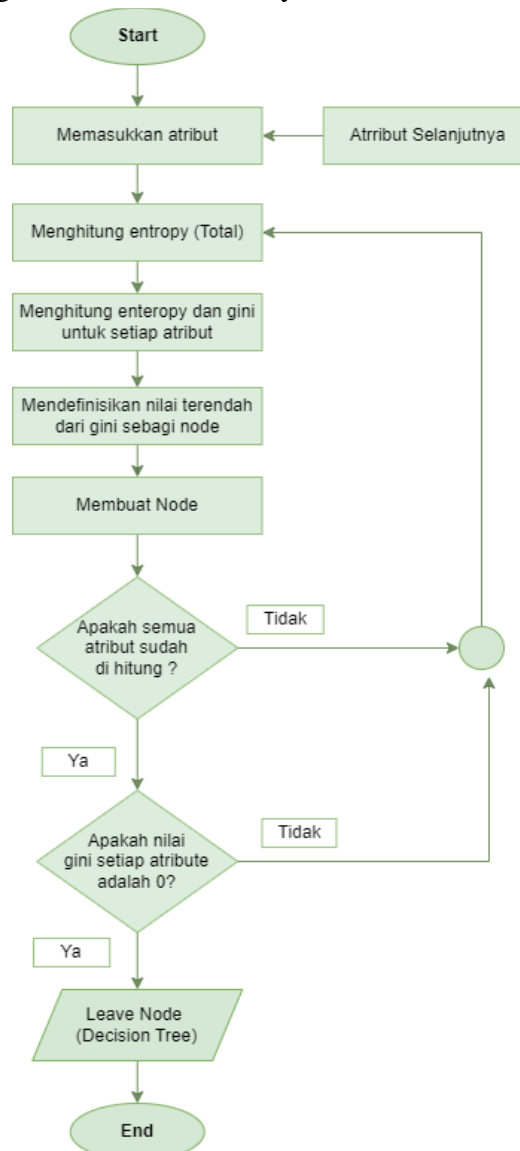 Start
Memasukkan atribut
Atrribut Selanjutnya
Menghitung entropy (Total)
Menghitung enteropy dan gini
untuk setiap atribut
Mendefinisikan nilai terendah
dari gini sebagi node
Membuat Node
Apakah semua
atribut sudah
di hitung ?
Tidak
Ya
Apakah nilai
gini setiap atribute
adalah 0?
Tidak
Ya
Leave Node
(Decision Tree)
End